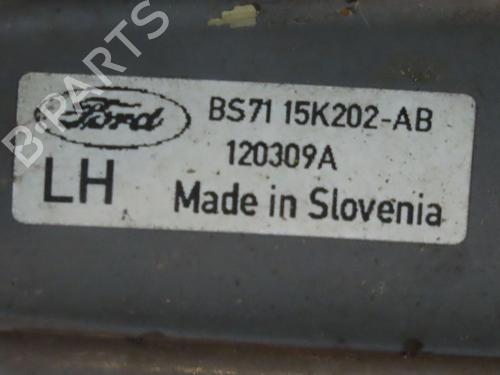 B-PARTS
Ford
BS71 15K202-AB
120309A
LH
Made in Slovenia